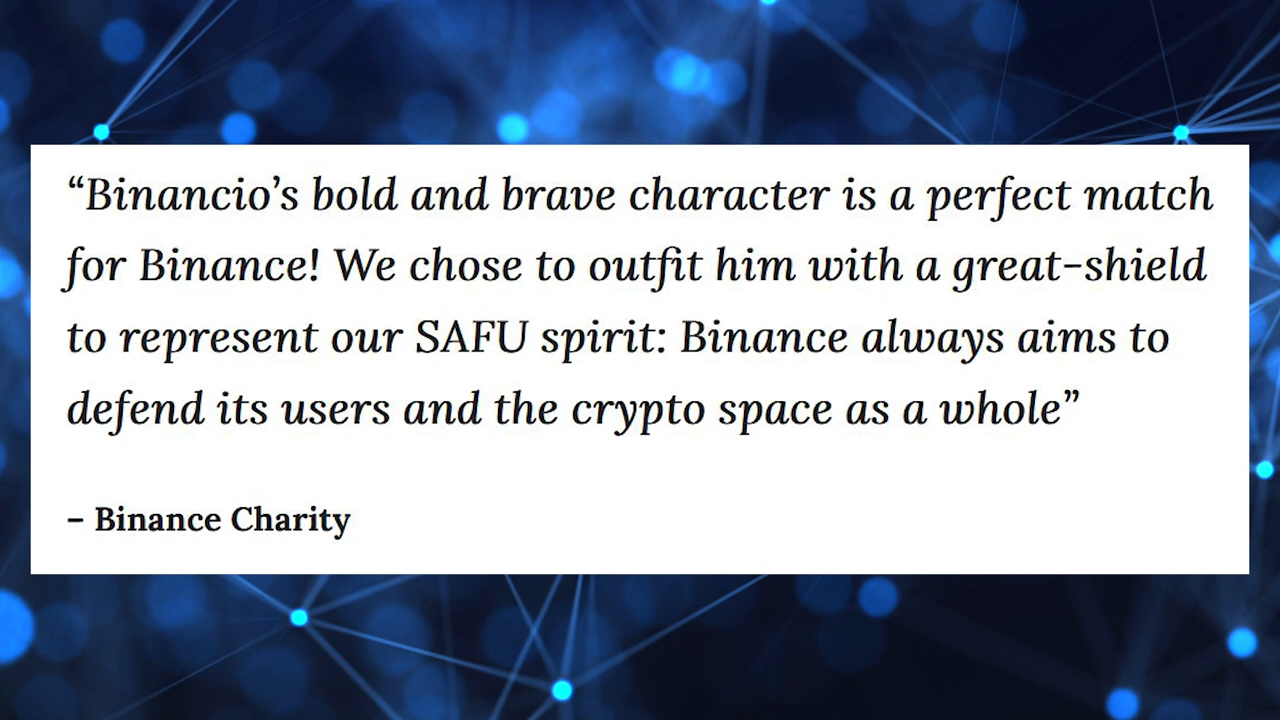 “Binancio’s bold and brave character is a perfect match
for Binance! We chose to outfit him with a great-shield
to represent our SAFU spirit: Binance always aims to
defend its users and the crypto space as a whole”
– Binance Charity